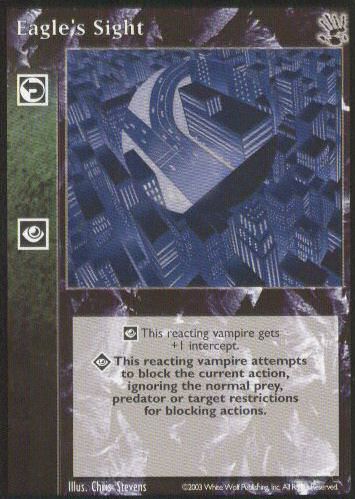 Eagle's Sight
This reacting vampire gets
+1 intercept.
This reacting vampire attempts
to block the current action,
ignoring the normal prey,
predator or target restrictions
for blocking actions.
Illus. Chris Stevens
©2003 White Wolf Publishing, Inc. All Rights Reserved.